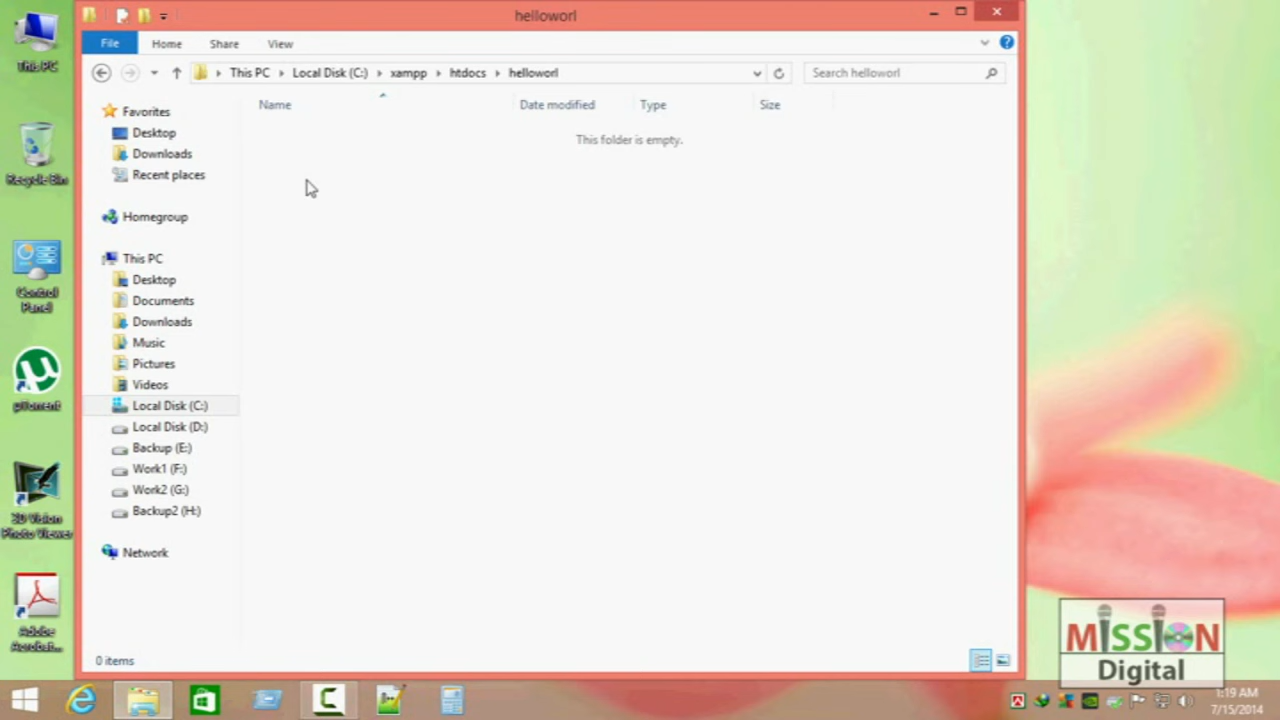 helloworl
File Home Share View
This PC Local Disk (C:) xampp htdocs helloworl
Search helloworl
Name Date modified Type Size
This folder is empty.
Favorites
Desktop
Downloads
Recent places
Homegroup
This PC
Desktop
Documents
Downloads
Music
Pictures
Videos
Local Disk (C:)
Local Disk (D:)
Backup (E:)
Work1 (F:)
Work2 (G:)
Backup2 (H:)
Network
0 items
This PC
Recycle Bin
Control
Panel
µTorrent
3D Vision
Photo Viewer
Adobe
Acrobat...
MISSION
Digital
1:19 AM
7/15/2014